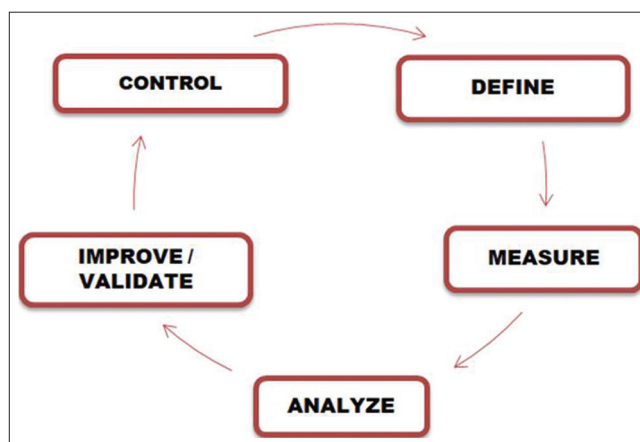 CONTROL
DEFINE
MEASURE
ANALYZE
IMPROVE /
VALIDATE